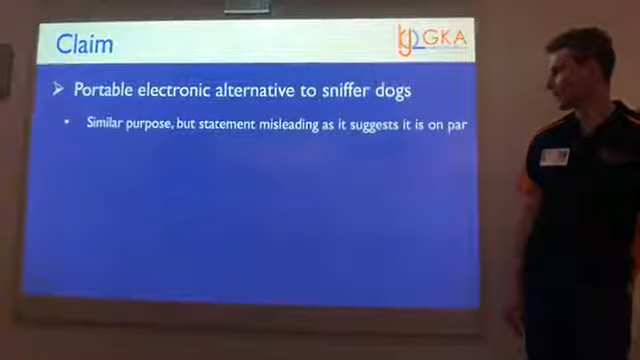 Claim
k2GKA
➢ Portable electronic alternative to sniffer dogs
• Similar purpose, but statement misleading as it suggests it is on par